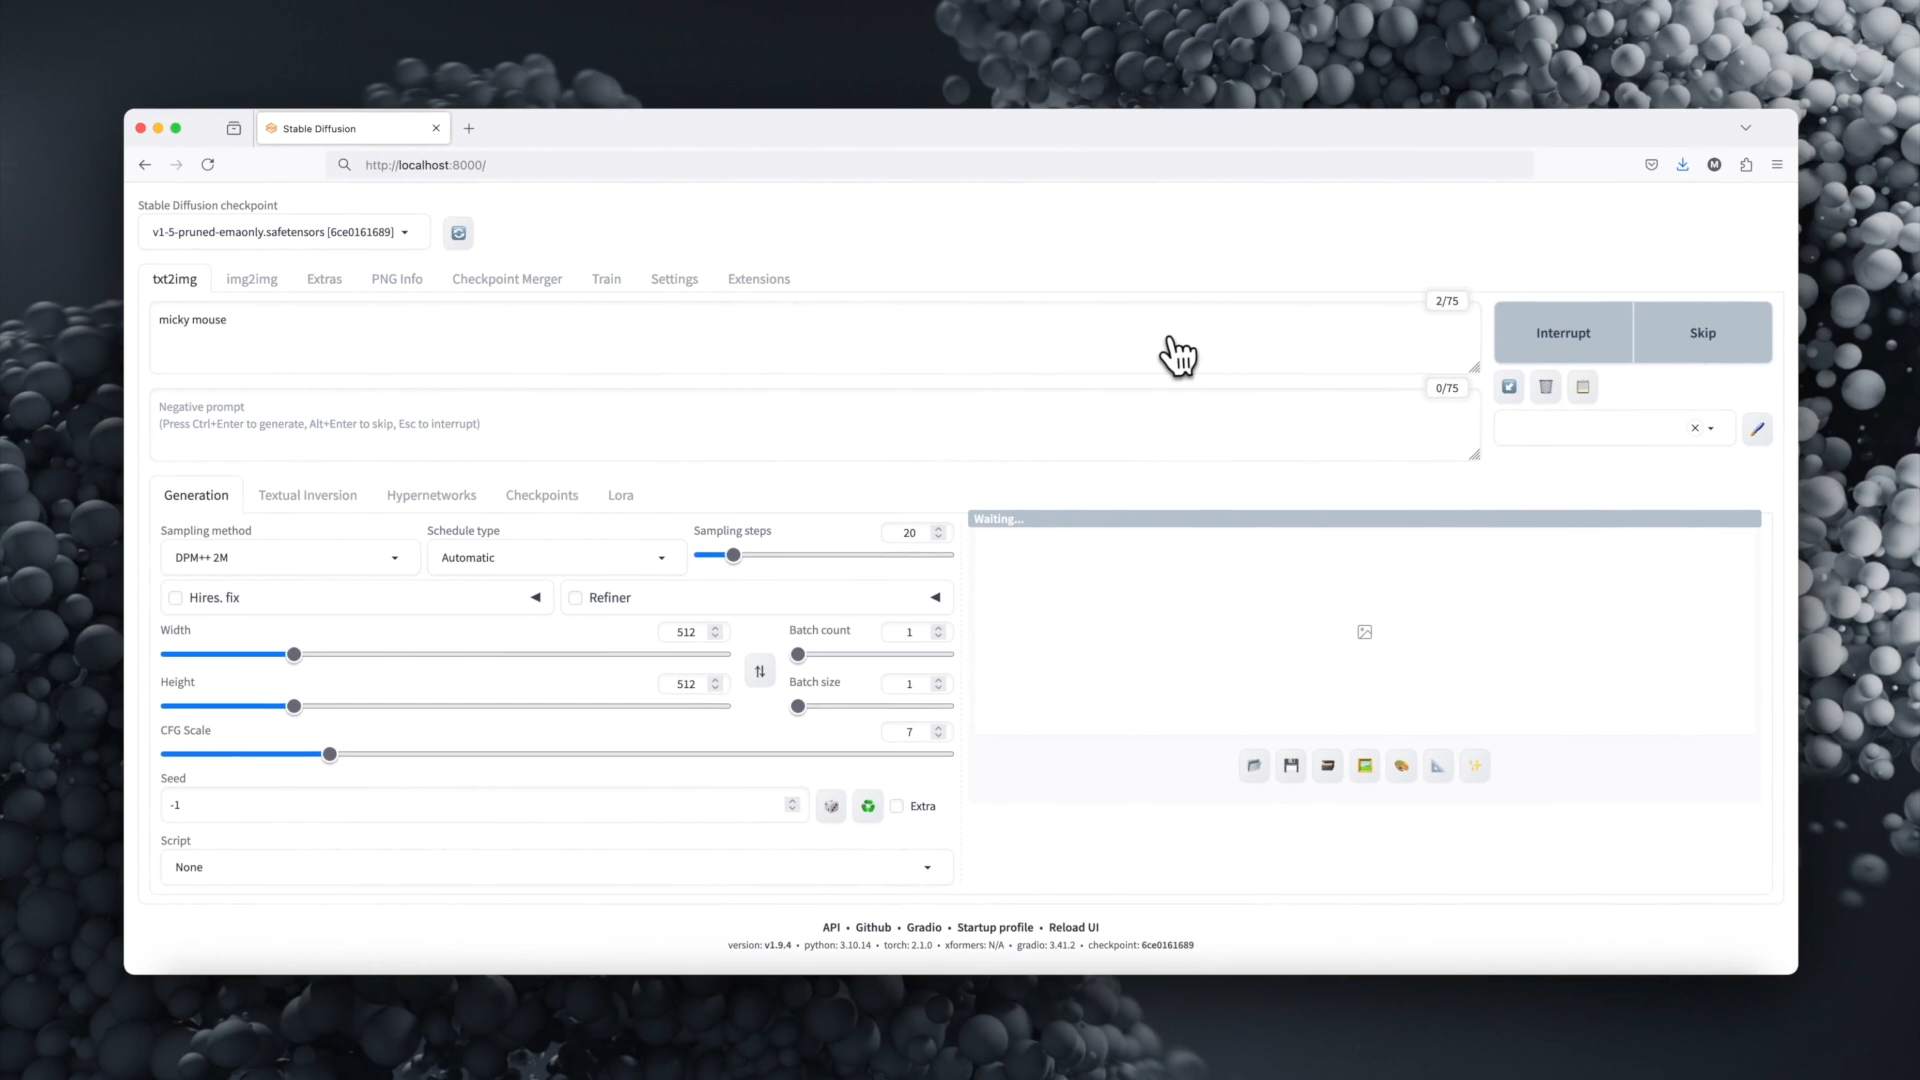 Stable Diffusion
http://localhost:8000/
M
Stable Diffusion checkpoint
v1-5-pruned-emaonly.safetensors [6ce0161689]
txt2img img2img Extras PNG Info Checkpoint Merger Train Settings Extensions
2/75
micky mouse
Interrupt Skip
0/75
Negative prompt
(Press Ctrl+Enter to generate, Alt+Enter to skip, Esc to interrupt)
Generation Textual Inversion Hypernetworks Checkpoints Lora
Sampling method Schedule type Sampling steps 20
DPM++ 2M Automatic
Waiting...
Hires. fix Refiner
Width 512 Batch count 1
Height 512 Batch size 1
CFG Scale 7
Seed
-1 Extra
Script
None
API • Github • Gradio • Startup profile • Reload UI
version: v1.9.4 • python: 3.10.14 • torch: 2.1.0 • xformers: N/A • gradio: 3.41.2 • checkpoint: 6ce0161689